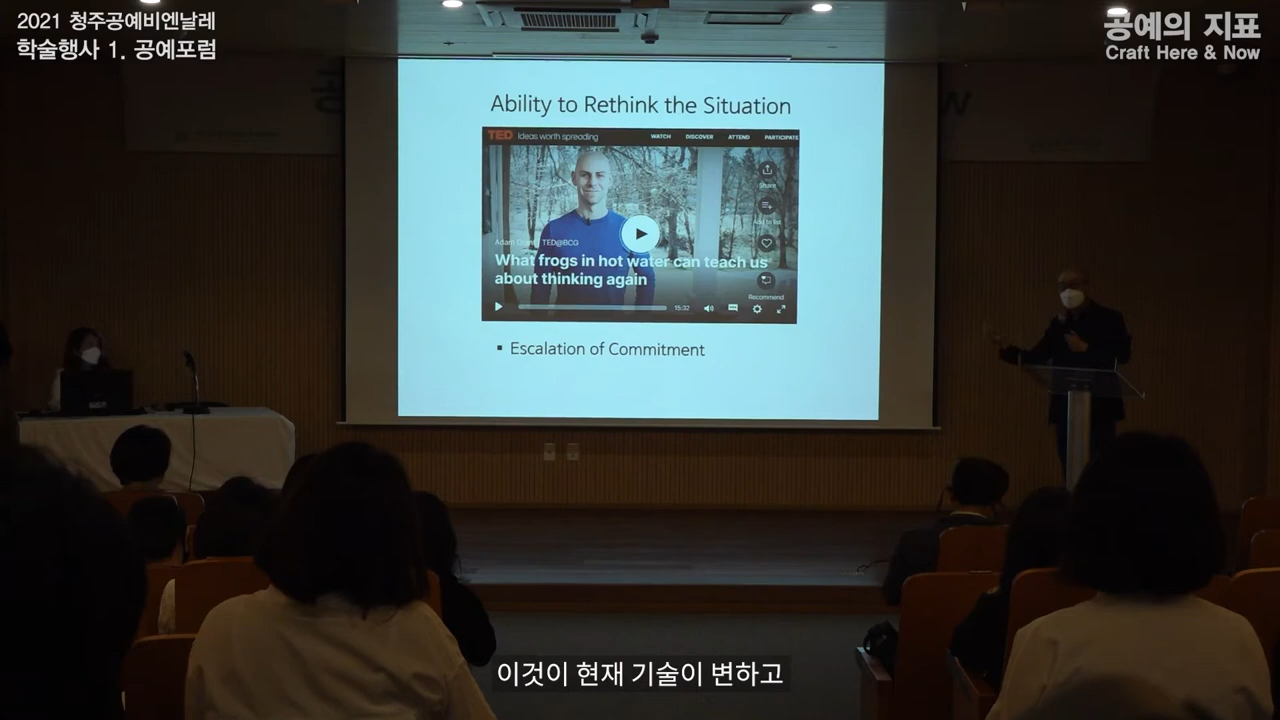 2021 청주공예비엔날레
학술행사 1. 공예포럼
공예의 지표
Craft Here & Now
Ability to Rethink the Situation
TED Ideas worth spreading
WATCH DISCOVER ATTEND PARTICIPATE
Share
Add to list
Adam Grant TED@BCG
What frogs in hot water can teach us
about thinking again
Recommend
15:32
▪ Escalation of Commitment
이것이 현재 기술이 변하고